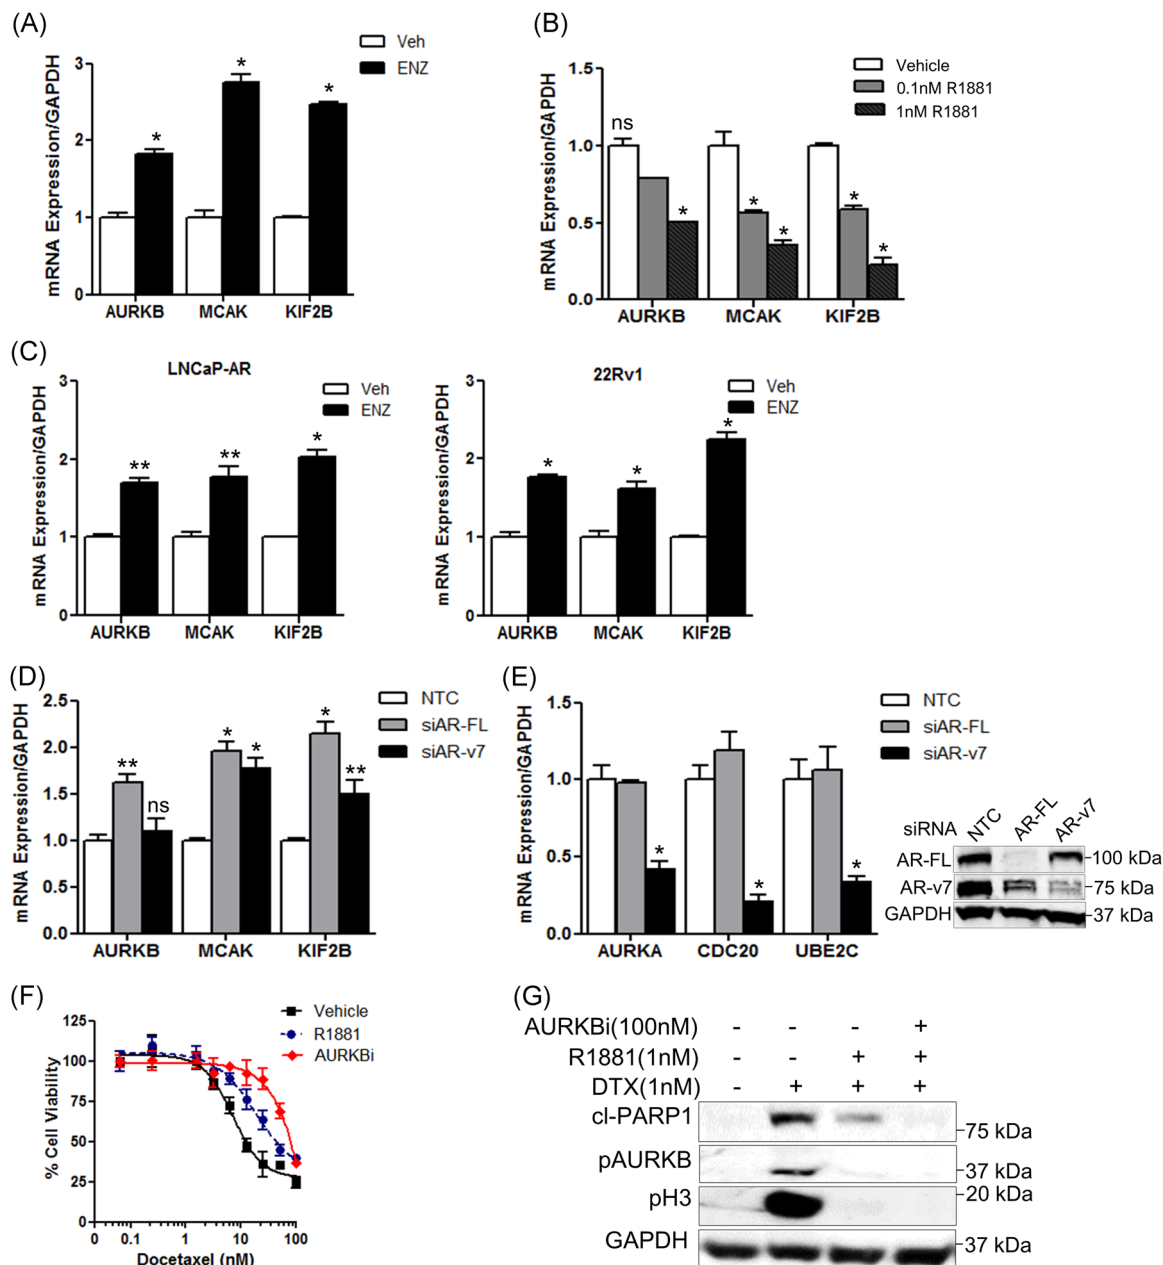 (A)
mRNA Expression/GAPDH
3
2
1
0
Veh
ENZ
*
*
*
AURKB MCAK KIF2B
(B)
mRNA Expression/GAPDH
1.5
1.0
0.5
0.0
Vehicle
0.1nM R1881
1nM R1881
ns
*
*
*
*
*
AURKB MCAK KIF2B
(C)
LNCaP-AR
mRNA Expression/GAPDH
3
2
1
0
Veh
ENZ
**
**
*
AURKB MCAK KIF2B
22Rv1
mRNA Expression/GAPDH
3
2
1
0
Veh
ENZ
*
*
*
AURKB MCAK KIF2B
(D)
mRNA Expression/GAPDH
2.5
2.0
1.5
1.0
0.5
0.0
NTC
siAR-FL
siAR-v7
**
ns
*
*
*
**
AURKB MCAK KIF2B
(E)
mRNA Expression/GAPDH
1.5
1.0
0.5
0.0
NTC
siAR-FL
siAR-v7
*
*
*
AURKA CDC20 UBE2C
siRNA NTC AR-FL AR-v7
AR-FL 100 kDa
AR-v7 75 kDa
GAPDH 37 kDa
(F)
% Cell Viability
125
100
75
50
25
0
Vehicle
R1881
AURKBi
0 0.1 1 10 100
Docetaxel (nM)
(G)
AURKBi(100nM) - - - +
R1881(1nM) - - + +
DTX(1nM) - + + +
cl-PARP1 75 kDa
pAURKB 37 kDa
pH3 20 kDa
GAPDH 37 kDa